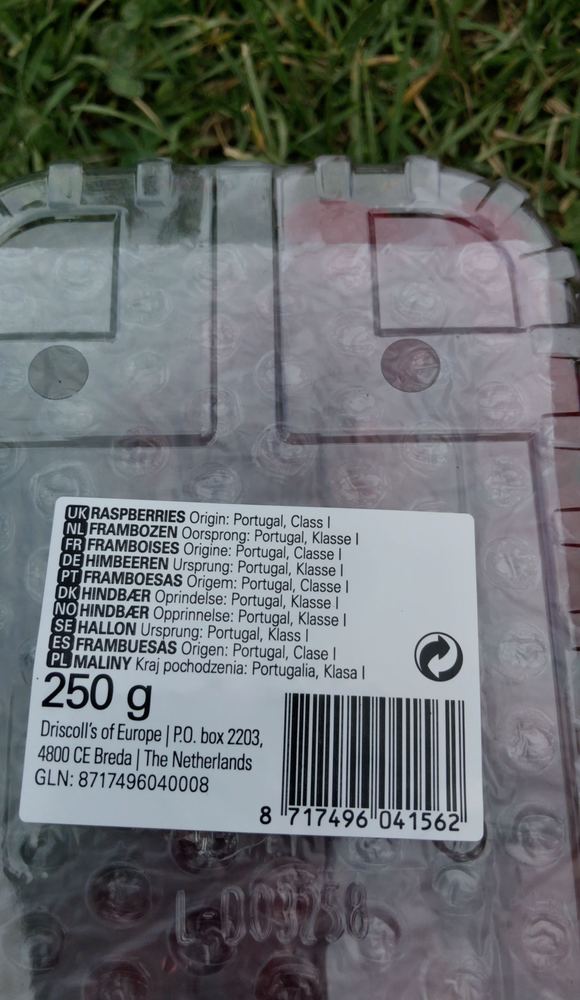 UK RASPBERRIES Origin: Portugal, Class I
NL FRAMBOZEN Oorsprong: Portugal, Klasse I
FR FRAMBOISES Origine: Portugal, Classe I
DE HIMBEEREN Ursprung: Portugal, Klasse I
PT FRAMBOESAS Origem: Portugal, Classe I
DK HINDBÆR Oprindelse: Portugal, Klasse I
NO HINDBÆR Opprinnelse: Portugal, Klasse I
SE HALLON Ursprung: Portugal, Klass I
ES FRAMBUESAS Origen: Portugal, Clase I
PL MALINY Kraj pochodzenia: Portugalia, Klasa I
250 g
Driscoll's of Europe | P.O. box 2203,
4800 CE Breda | The Netherlands
GLN: 8717496040008
8 717496 041562
L-003258